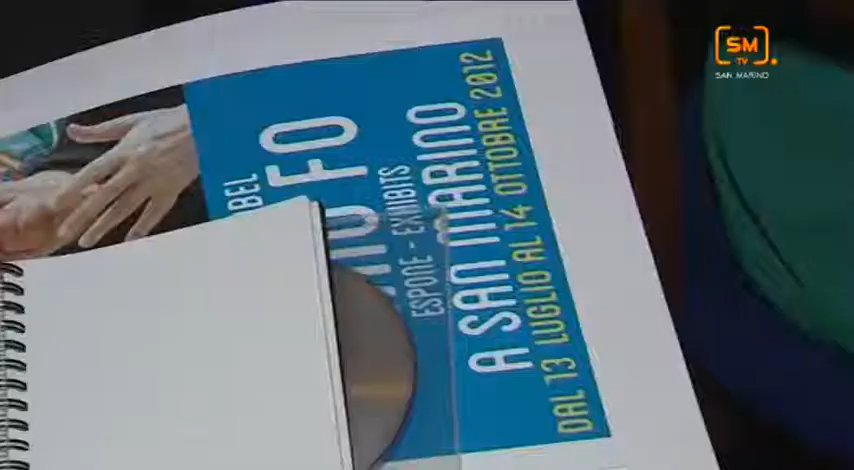 SM
TV
SAN MARINO
BEL
FO
ESPONE - EXHIBITS
A SAN MARINO
DAL 13 LUGLIO AL 14 OTTOBRE 2012